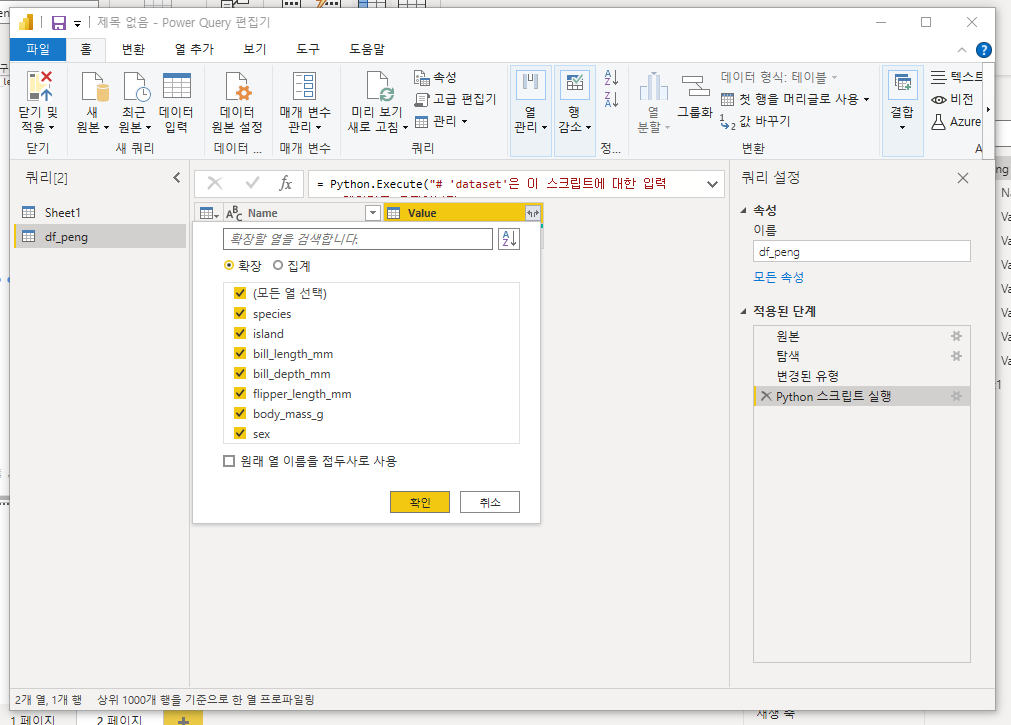 제목 없음 - Power Query 편집기
파일 홈 변환 열 추가 보기 도구 도움말
닫기 및 적용
닫기
새 원본
최근 원본
데이터 입력
새 쿼리
데이터 원본 설정
데이터 ...
매개 변수 관리
매개 변수
미리 보기 새로 고침
속성
고급 편집기
관리
쿼리
열 관리
행 감소
정...
열 분할
그룹화
데이터 형식: 테이블
첫 행을 머리글로 사용
값 바꾸기
변환
결합
텍스트
비전
Azure
쿼리[2]
Sheet1
df_peng
= Python.Execute("# 'dataset'은 이 스크립트에 대한 입력
Name Value
확장할 열을 검색합니다.
확장 집계
(모든 열 선택)
species
island
bill_length_mm
bill_depth_mm
flipper_length_mm
body_mass_g
sex
원래 열 이름을 접두사로 사용
확인 취소
쿼리 설정
속성
이름
df_peng
모든 속성
적용된 단계
원본
탐색
변경된 유형
Python 스크립트 실행
2개 열, 1개 행 상위 1000개 행을 기준으로 한 열 프로파일링
1 페이지 2 페이지